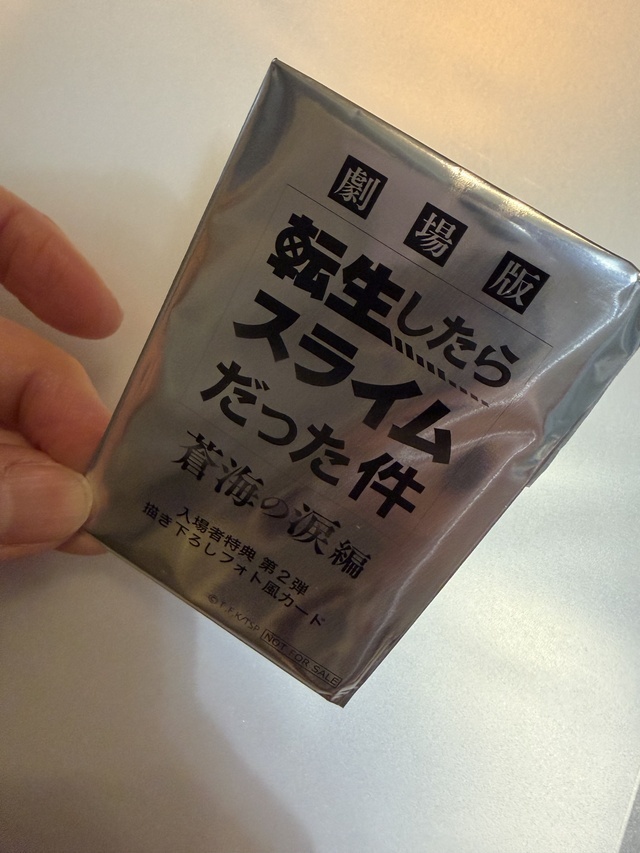 劇場版
転生したら
スライム
だった件
蒼海の涙編
入場者特典 第2弾
描き下ろしフォト風カード
©T,F,K/TSP NOT FOR SALE